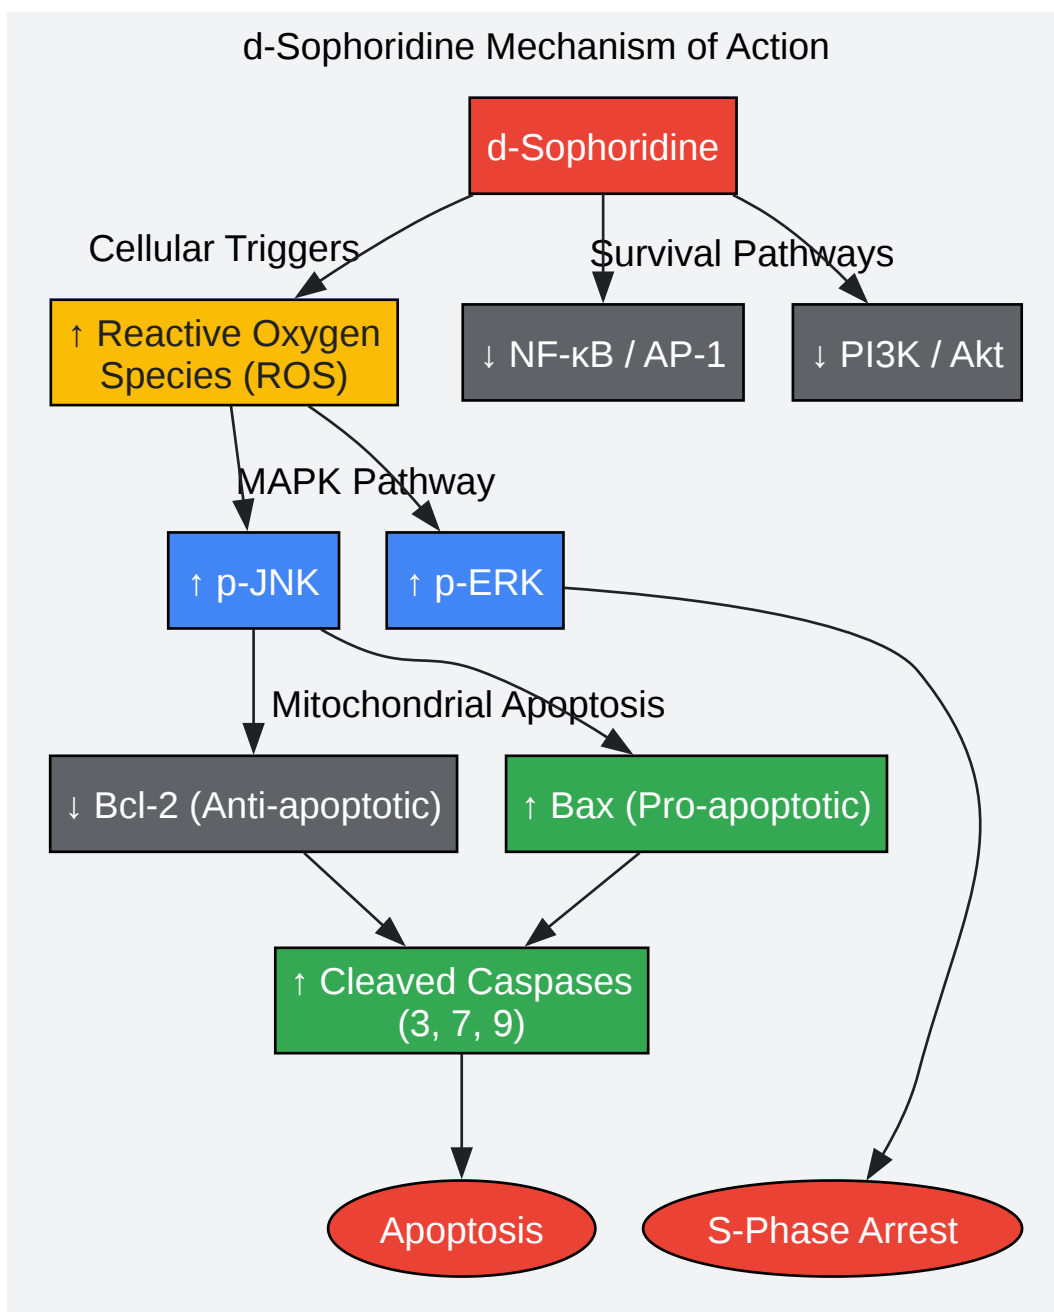 d-Sophoridine Mechanism of Action
d-Sophoridine
Cellular Triggers
Survival Pathways
↑ Reactive Oxygen
Species (ROS)
↓ NF-κB / AP-1
↓ PI3K / Akt
MAPK Pathway
↑ p-JNK
↑ p-ERK
Mitochondrial Apoptosis
↓ Bcl-2 (Anti-apoptotic)
↑ Bax (Pro-apoptotic)
↑ Cleaved Caspases
(3, 7, 9)
Apoptosis
S-Phase Arrest